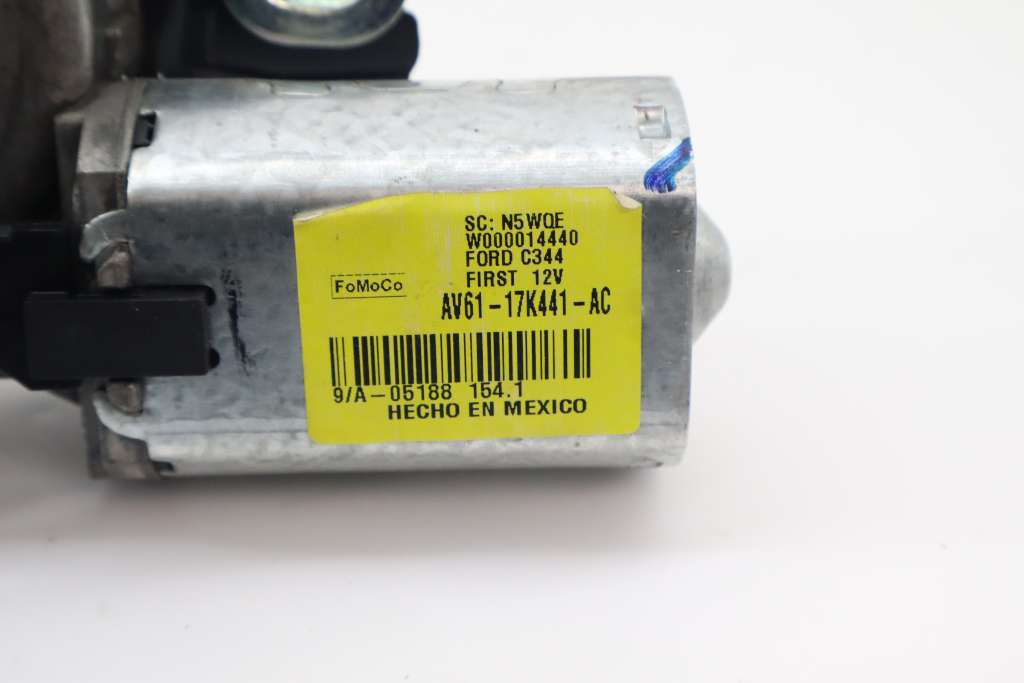 SC: N5WQE
W000014440
FORD C344
FIRST 12V
FoMoCo
AV61-17K441-AC
9/A-05188 154.1
HECHO EN MEXICO